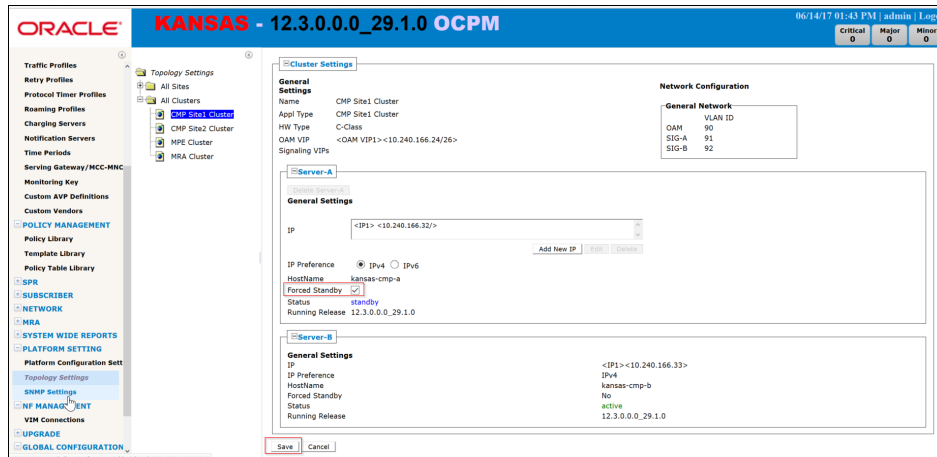 06/14/17 01:43 PM | admin | Log
ORACLE
KANSAS - 12.3.0.0.0_29.1.0 OCPM
Critical
0
Major
0
Minor
0
Traffic Profiles
Retry Profiles
Protocol Timer Profiles
Roaming Profiles
Charging Servers
Notification Servers
Time Periods
Serving Gateway/MCC-MNC
Monitoring Key
Custom AVP Definitions
Custom Vendors
POLICY MANAGEMENT
Policy Library
Template Library
Policy Table Library
SPR
SUBSCRIBER
NETWORK
MRA
SYSTEM WIDE REPORTS
PLATFORM SETTING
Platform Configuration Sett
Topology Settings
SNMP Settings
NF MANAGEMENT
VIM Connections
UPGRADE
GLOBAL CONFIGURATION
Topology Settings
All Sites
All Clusters
CMP Site1 Cluster
CMP Site2 Cluster
MPE Cluster
MRA Cluster
Cluster Settings
General
Settings
Name CMP Site1 Cluster
Appl Type CMP Site1 Cluster
HW Type C-Class
OAM VIP <OAM VIP1><10.240.166.24/26>
Signaling VIPs
Network Configuration
General Network
VLAN ID
OAM 90
SIG-A 91
SIG-B 92
Server-A
Delete Server-A
General Settings
IP <IP1> <10.240.166.32/>
Add New IP Edit Delete
IP Preference IPv4 IPv6
HostName kansas-cmp-a
Forced Standby
Status standby
Running Release 12.3.0.0.0_29.1.0
Server-B
General Settings
IP <IP1><10.240.166.33>
IP Preference IPv4
HostName kansas-cmp-b
Forced Standby No
Status active
Running Release 12.3.0.0.0_29.1.0
Save Cancel